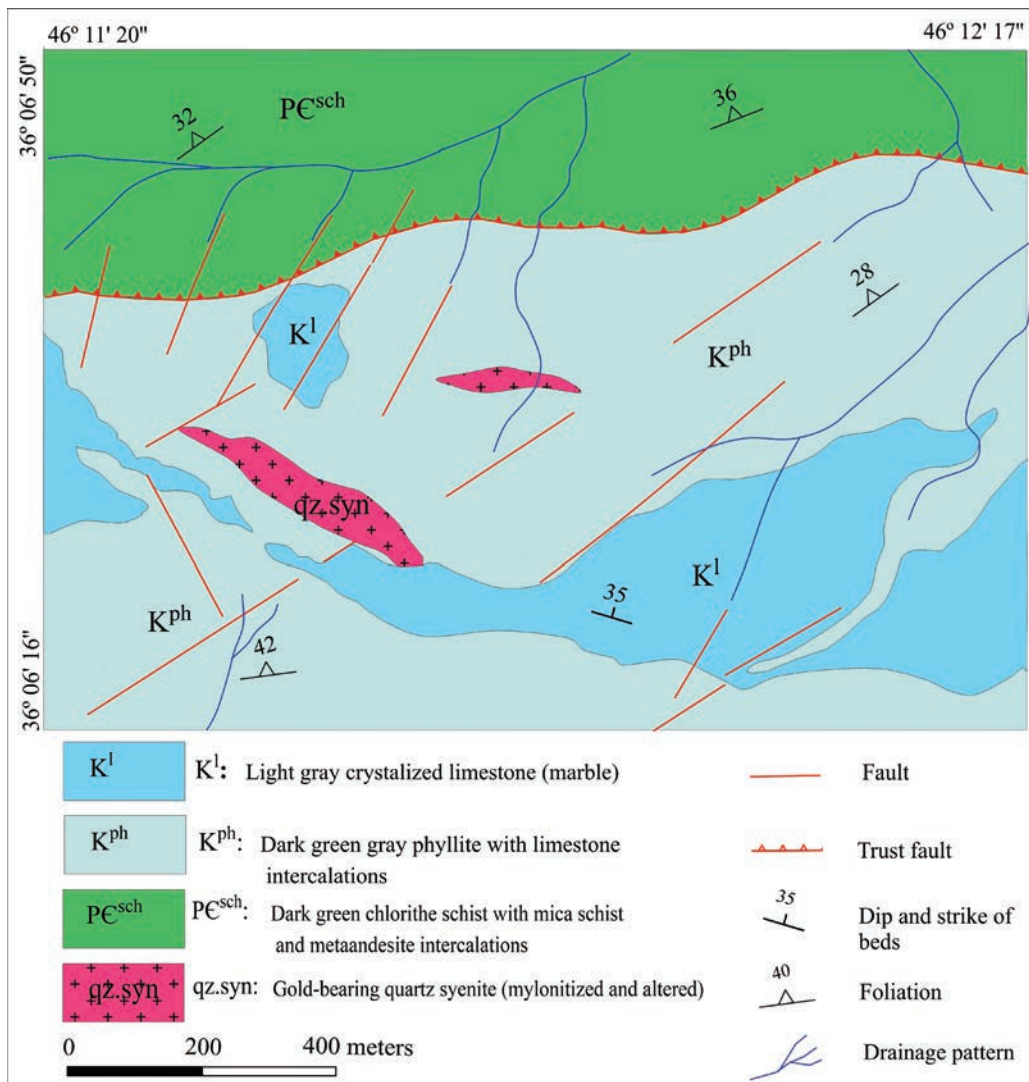 46º 11' 20"
46º 12' 17"
36º 06' 50"
PЄsch
32
36
28
Kl
Kph
qz.syn
Kl
35
Kph
42
36º 06' 16"
Kl
Kl: Light gray crystalized limestone (marble)
Kph
Kph: Dark green gray phyllite with limestone
intercalations
PЄsch
PЄsch: Dark green chlorithe schist with mica schist
and metaandesite intercalations
qz.syn
qz.syn: Gold-bearing quartz syenite (mylonitized and altered)
0 200 400 meters
Fault
Trust fault
35
Dip and strike of
beds
40
Foliation
Drainage pattern